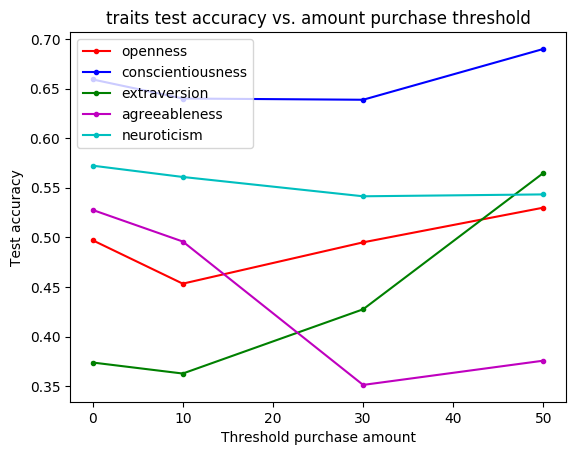 traits test accuracy vs. amount purchase threshold
0.70
0.65
0.60
0.55
0.50
0.45
0.40
0.35
Test accuracy
openness
conscientiousness
extraversion
agreeableness
neuroticism
0 10 20 30 40 50
Threshold purchase amount